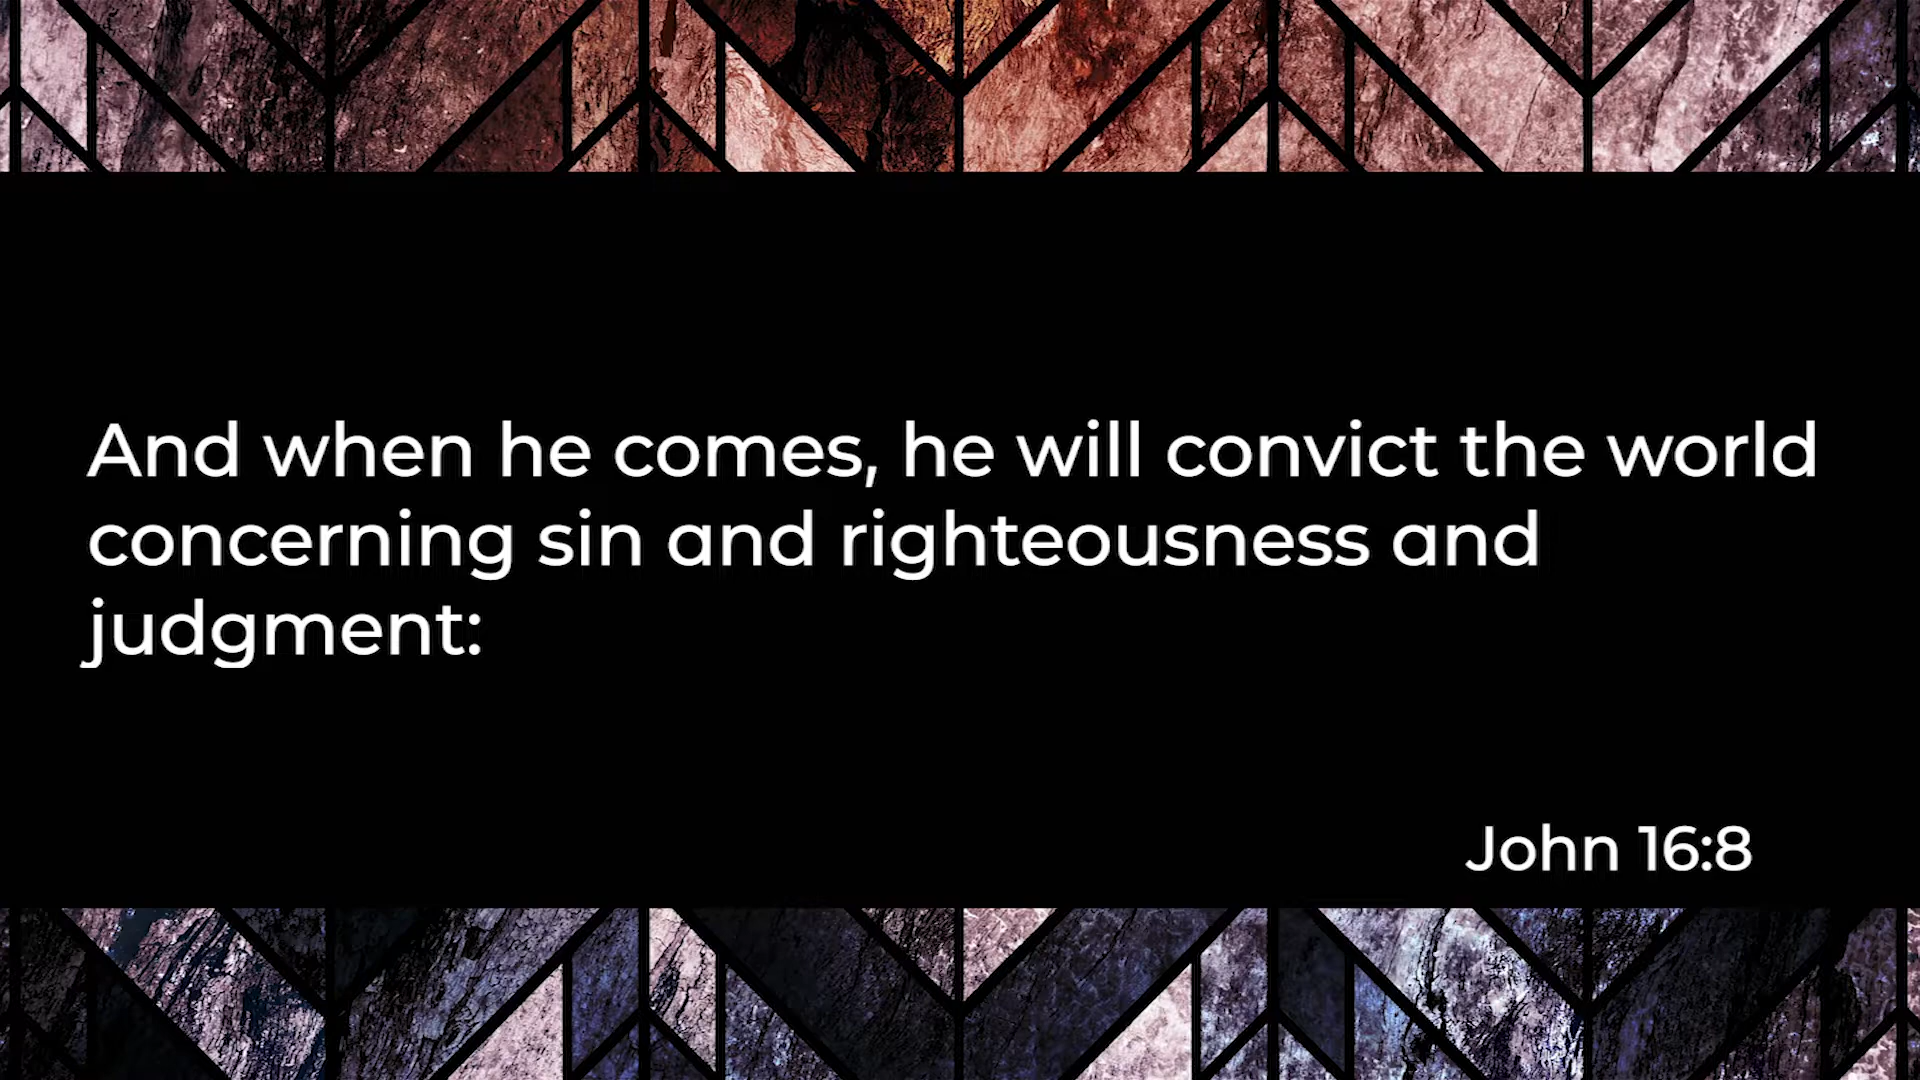 And when he comes, he will convict the world
concerning sin and righteousness and
judgment:
John 16:8